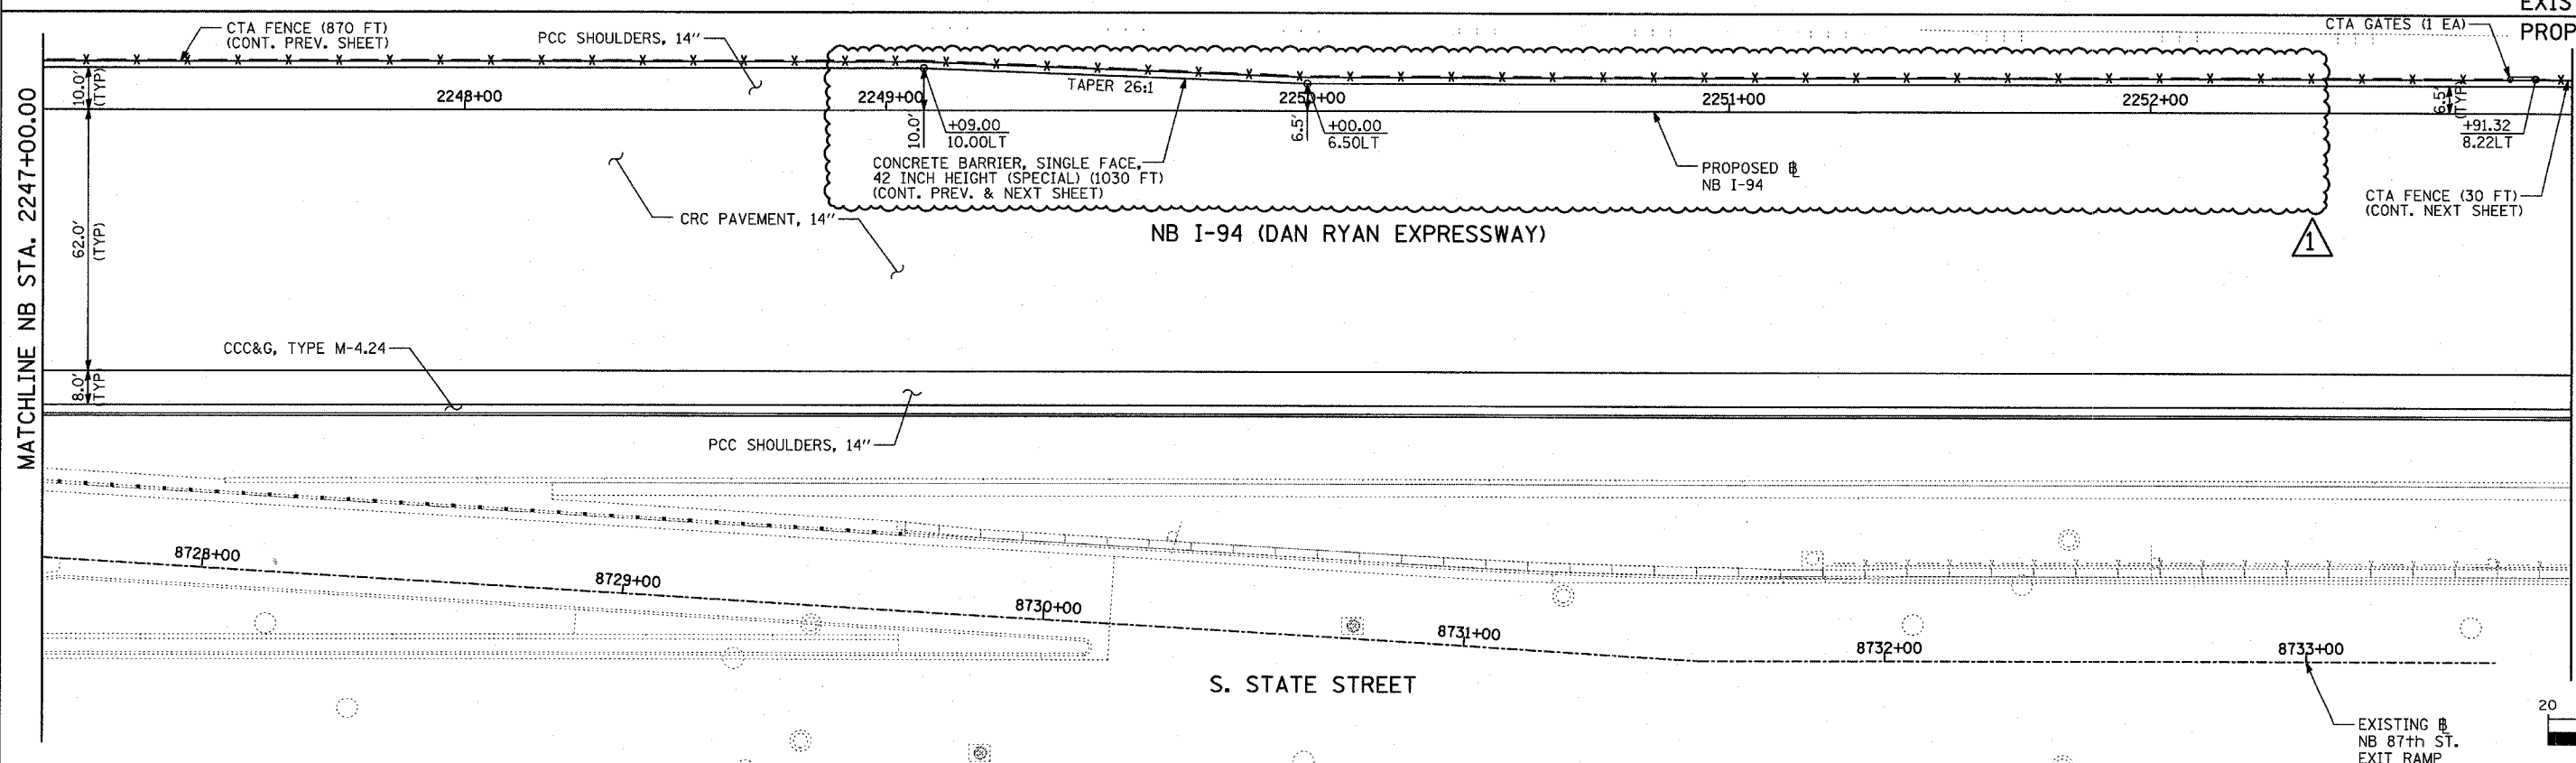 EXIS
PROP
CTA GATES (1 EA)
CTA FENCE (870 FT)
(CONT. PREV. SHEET)
PCC SHOULDERS, 14"
10.0'
(TYP)
2248+00
2249+00
TAPER 26:1
2250+00
2251+00
2252+00
6.5'
(TYP)
10.0'
+09.00
10.00LT
6.5'
+00.00
6.50LT
+91.32
8.22LT
CONCRETE BARRIER, SINGLE FACE,
42 INCH HEIGHT (SPECIAL) (1030 FT)
(CONT. PREV. & NEXT SHEET)
PROPOSED B
NB I-94
CTA FENCE (30 FT)
(CONT. NEXT SHEET)
MATCHLINE NB STA. 2247+00.00
62.0'
(TYP)
CRC PAVEMENT, 14"
NB I-94 (DAN RYAN EXPRESSWAY)
1
CCC&G, TYPE M-4.24
8.0'
(TYP)
PCC SHOULDERS, 14"
8728+00
8729+00
8730+00
8731+00
8732+00
8733+00
S. STATE STREET
20
EXISTING B
NB 87th ST.
EXIT RAMP